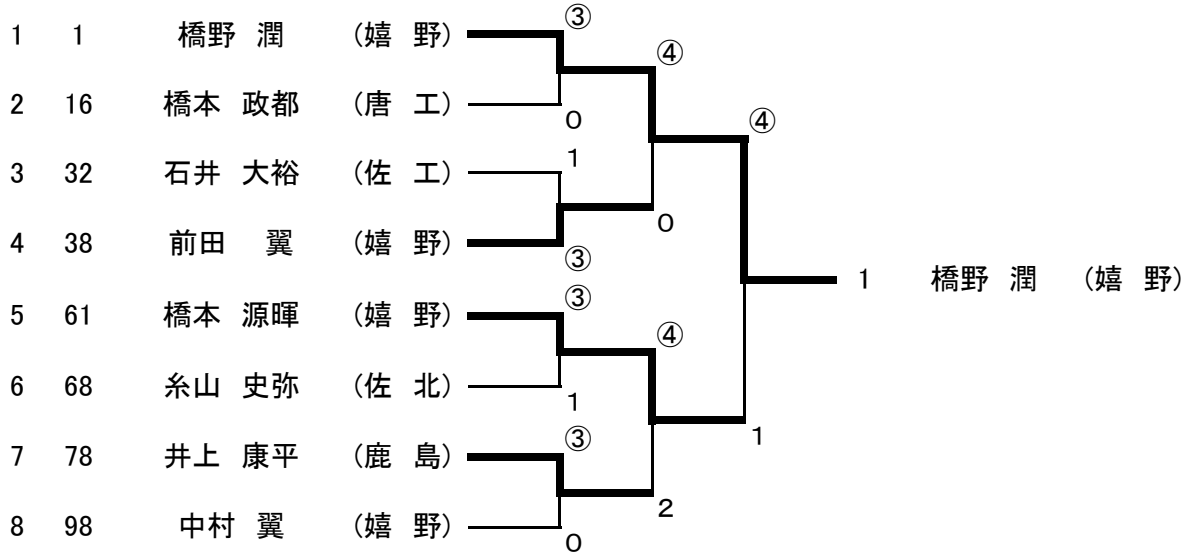 ③
1 1 橋野 潤 (嬉 野)
④
2 16 橋本 政都 (唐 工)
0
④
1
3 32 石井 大裕 (佐 工)
0
4 38 前田 翼 (嬉 野)
③
1 橋野 潤 (嬉 野)
③
5 61 橋本 源暉 (嬉 野)
④
6 68 糸山 史弥 (佐 北)
1
1
③
7 78 井上 康平 (鹿 島)
2
8 98 中村 翼 (嬉 野)
0